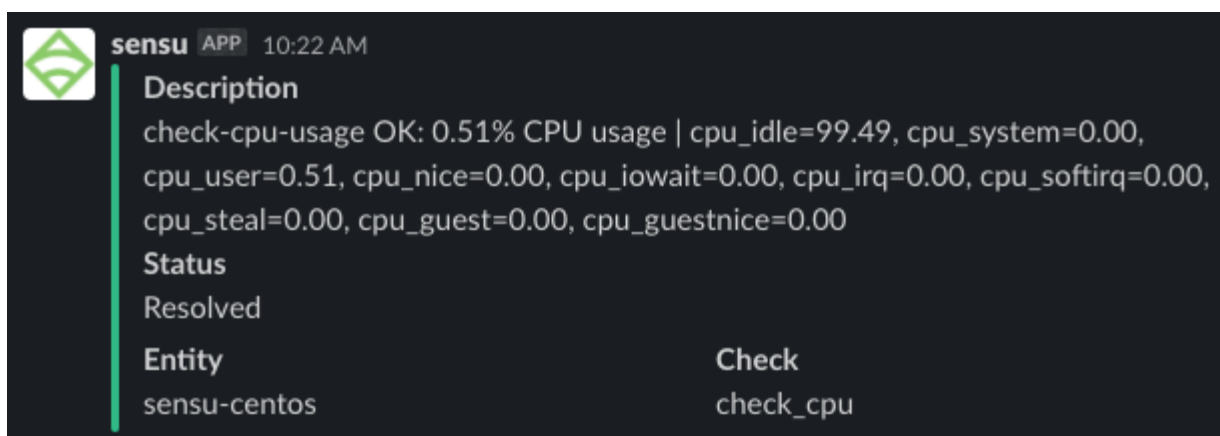 sensu APP 10:22 AM
Description
check-cpu-usage OK: 0.51% CPU usage | cpu_idle=99.49, cpu_system=0.00,
cpu_user=0.51, cpu_nice=0.00, cpu_iowait=0.00, cpu_irq=0.00, cpu_softirq=0.00,
cpu_steal=0.00, cpu_guest=0.00, cpu_guestnice=0.00
Status
Resolved
Entity Check
sensu-centos check_cpu